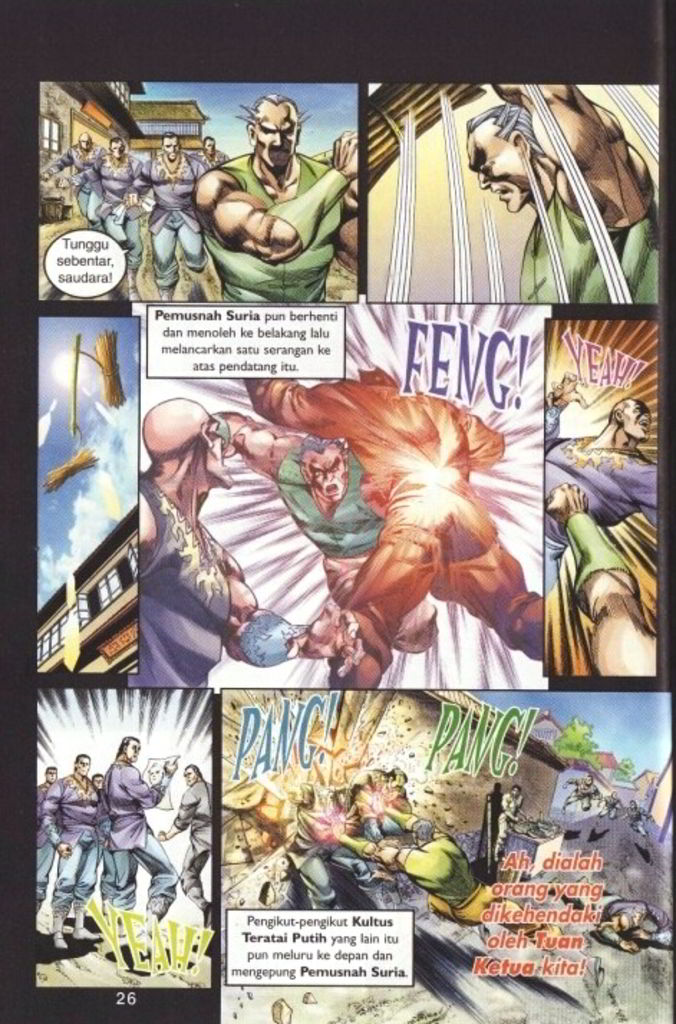 Tunggu
sebentar,
saudara!
Pemusnah Suria pun berhenti
dan menoleh ke belakang lalu
melancarkan satu serangan ke
atas pendatang itu.
FENG!
YEAH!
YEAH!
PANG!
PANG!
Ah, dialah
orang yang
dikehendaki
oleh Tuan
Ketua kita!
Pengikut-pengikut Kultus
Teratai Putih yang lain itu
pun meluru ke depan dan
mengepung Pemusnah Suria.
26